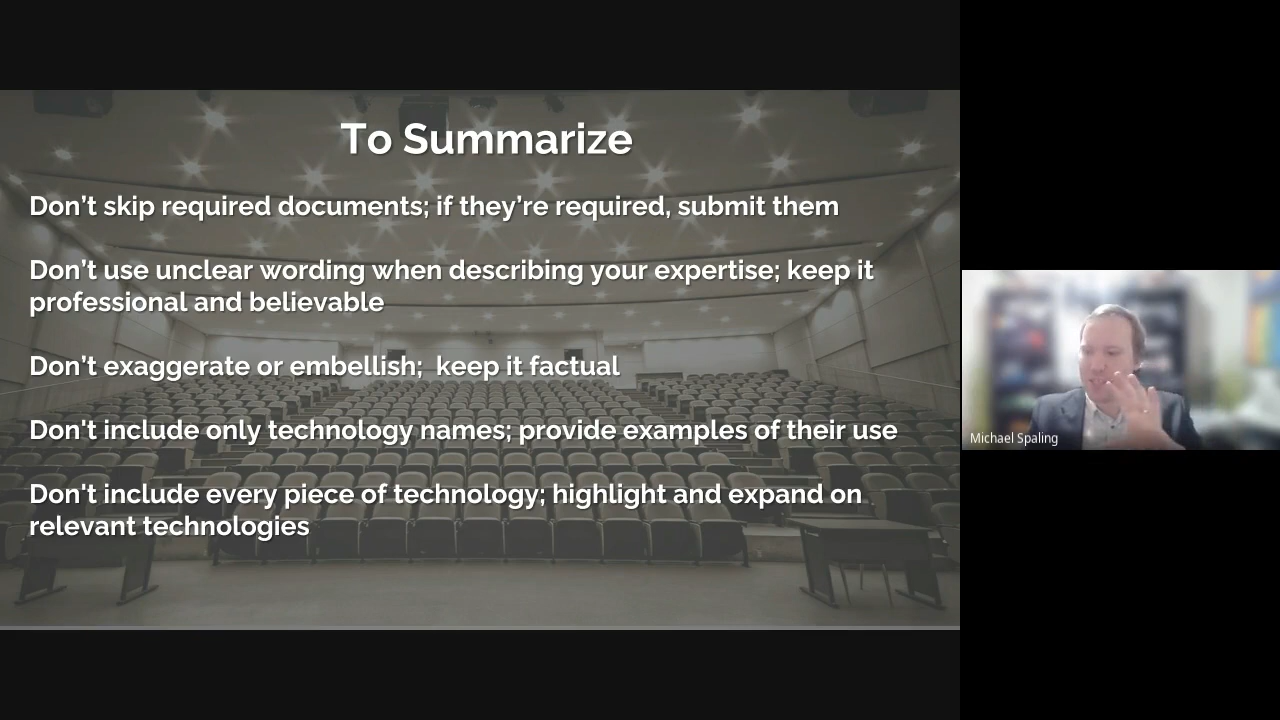 To Summarize
Don’t skip required documents; if they’re required, submit them
Don’t use unclear wording when describing your expertise; keep it
professional and believable
Don’t exaggerate or embellish;  keep it factual
Don't include only technology names; provide examples of their use
Don't include every piece of technology; highlight and expand on
relevant technologies
Michael Spaling